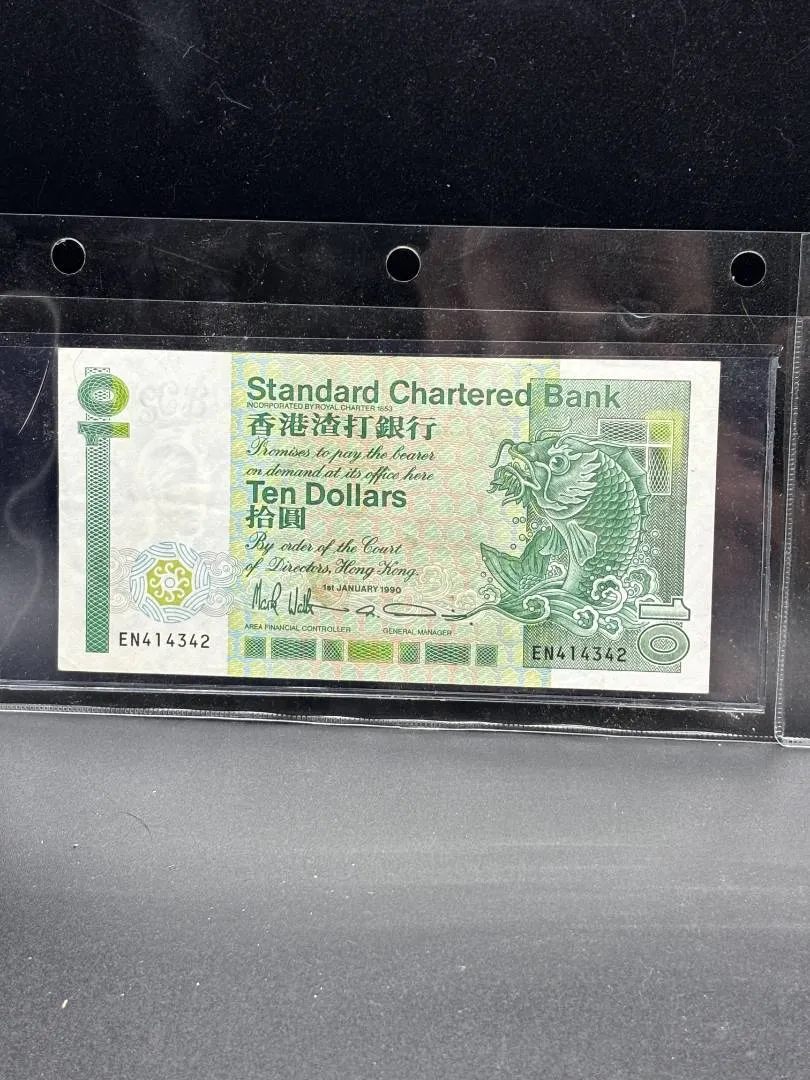 10
Standard Chartered Bank
INCORPORATED BY ROYAL CHARTER 1853
香港渣打銀行
Promises to pay the bearer
on demand at its office here
Ten Dollars
拾圓
By order of the Court
of Directors, Hong Kong.
1st JANUARY 1990
AREA FINANCIAL CONTROLLER GENERAL MANAGER
EN414342
EN414342
10